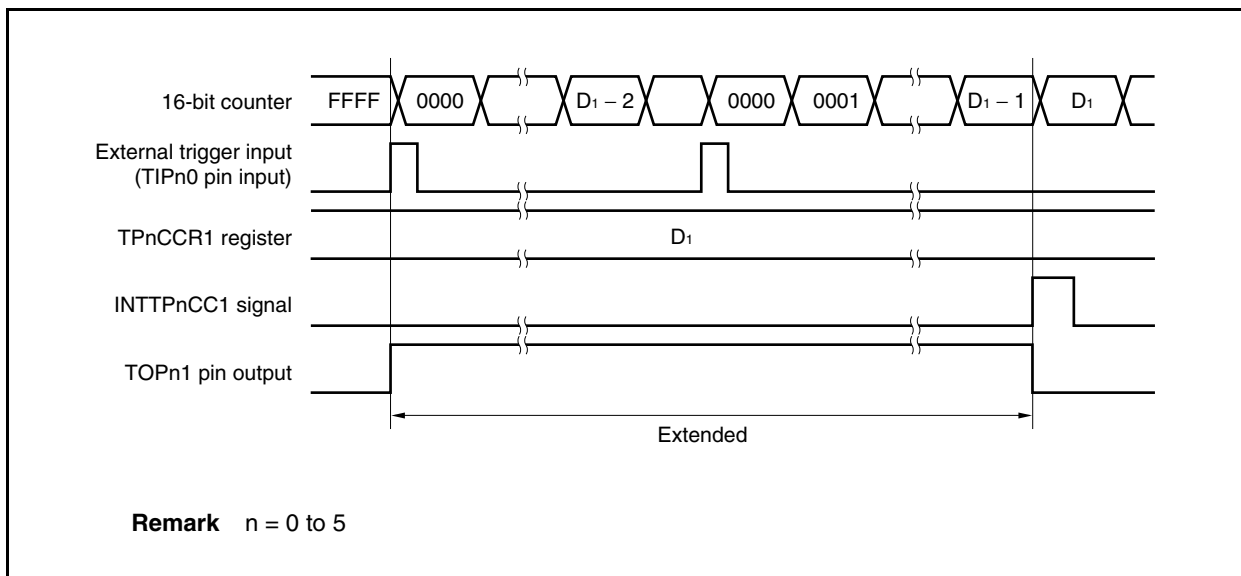 16-bit counter FFFF 0000 D₁ − 2 0000 0001 D₁ − 1 D₁
External trigger input
(TIPn0 pin input)
TPnCCR1 register D₁
INTTPnCC1 signal
TOPn1 pin output
Extended
Remark n = 0 to 5